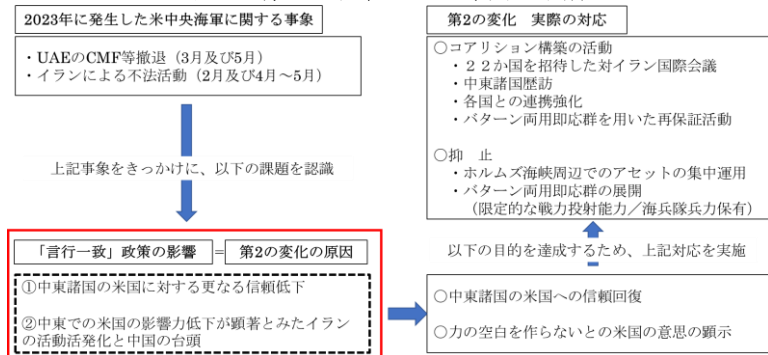 2023年に発生した米中央海軍に関する事象
・UAEのCMF等撤退（3月及び5月）
・イランによる不法活動（2月及び4月～5月）
上記事象をきっかけに、以下の課題を認識
「言行一致」政策の影響
=
第2の変化の原因
①中東諸国の米国に対する更なる信頼低下
②中東での米国の影響力低下が顕著とみたイラン
の活動活発化と中国の台頭
第2の変化　実際の対応
○コアリション構築の活動
・２２か国を招待した対イラン国際会議
・中東諸国歴訪
・各国との連携強化
・バターン両用即応群を用いた再保証活動
○抑　止
・ホルムズ海峡周辺でのアセットの集中運用
・バターン両用即応群の展開
（限定的な戦力投射能力／海兵隊兵力保有）
以下の目的を達成するため、上記対応を実施
○中東諸国の米国への信頼回復
○力の空白を作らないとの米国の意思の顕示